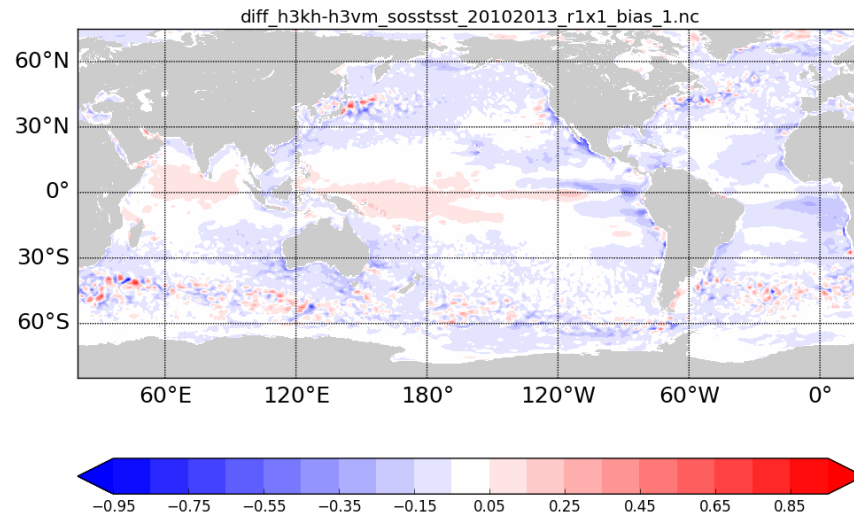 diff_h3kh-h3vm_sosstsst_20102013_r1x1_bias_1.nc
60°N
30°N
0°
30°S
60°S
60°E 120°E 180° 120°W 60°W 0°
−0.95 −0.75 −0.55 −0.35 −0.15 0.05 0.25 0.45 0.65 0.85